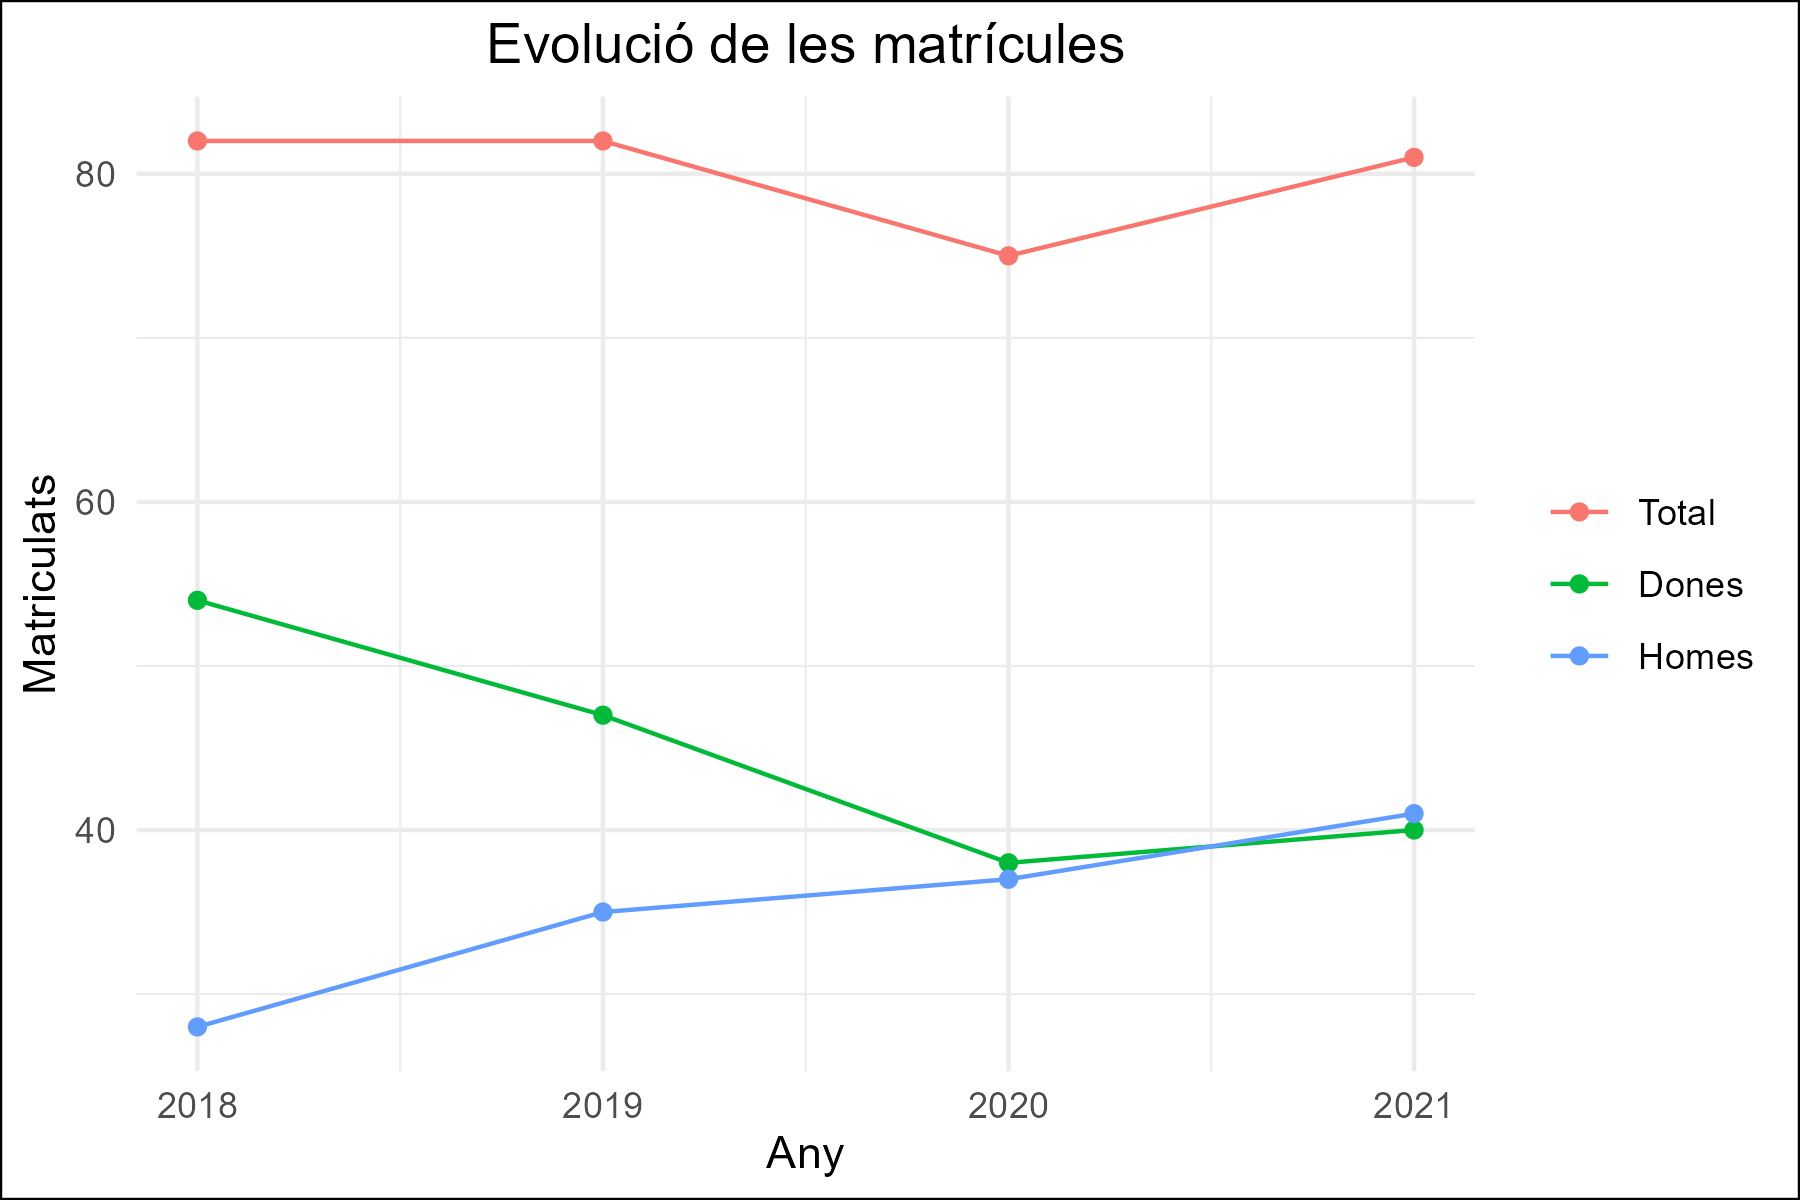 Evolució de les matrícules
80
60
40
Matriculats
2018 2019 2020 2021
Any
Total
Dones
Homes